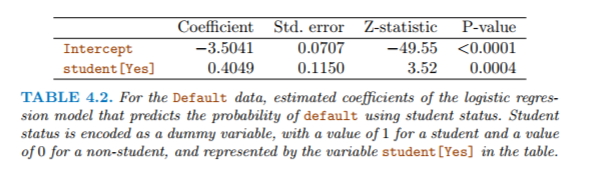 Coefficient Std. error Z-statistic P-value
Intercept −3.5041 0.0707 −49.55 <0.0001
student[Yes] 0.4049 0.1150 3.52 0.0004
TABLE 4.2. For the Default data, estimated coefficients of the logistic regres-
sion model that predicts the probability of default using student status. Student
status is encoded as a dummy variable, with a value of 1 for a student and a value
of 0 for a non-student, and represented by the variable student[Yes] in the table.